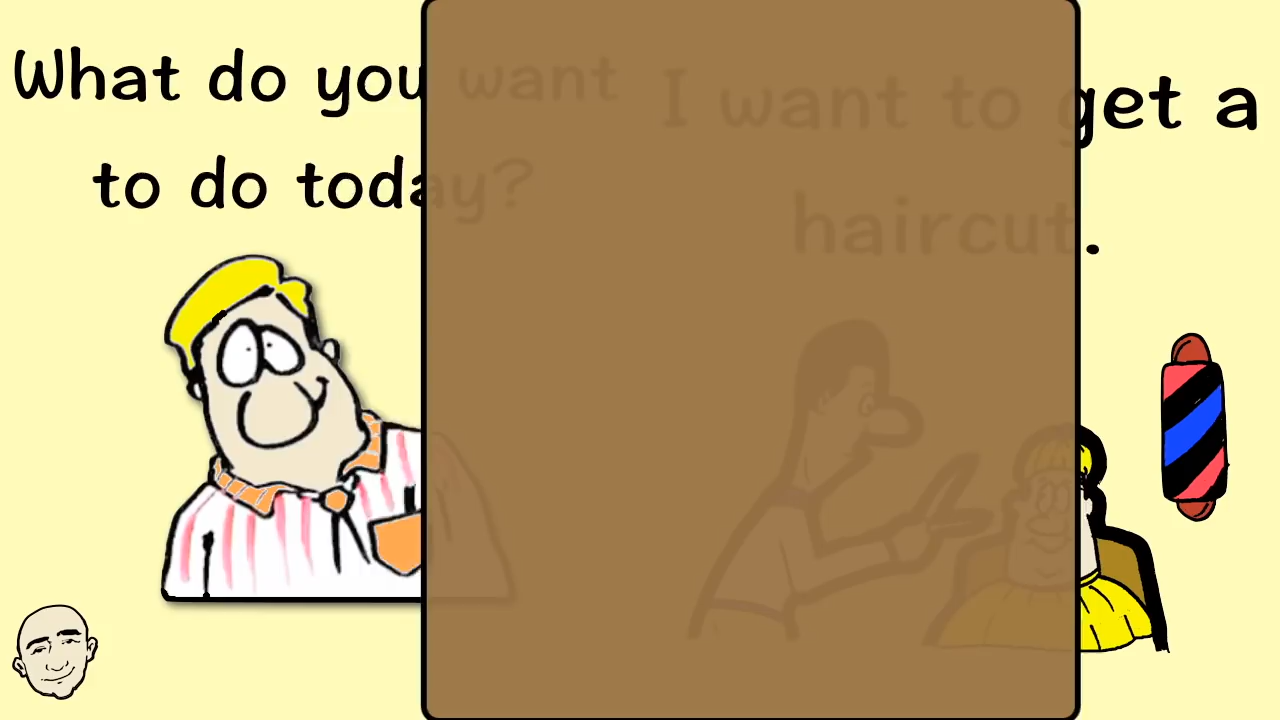 What do you want
to do today?
I want to get a
haircut.